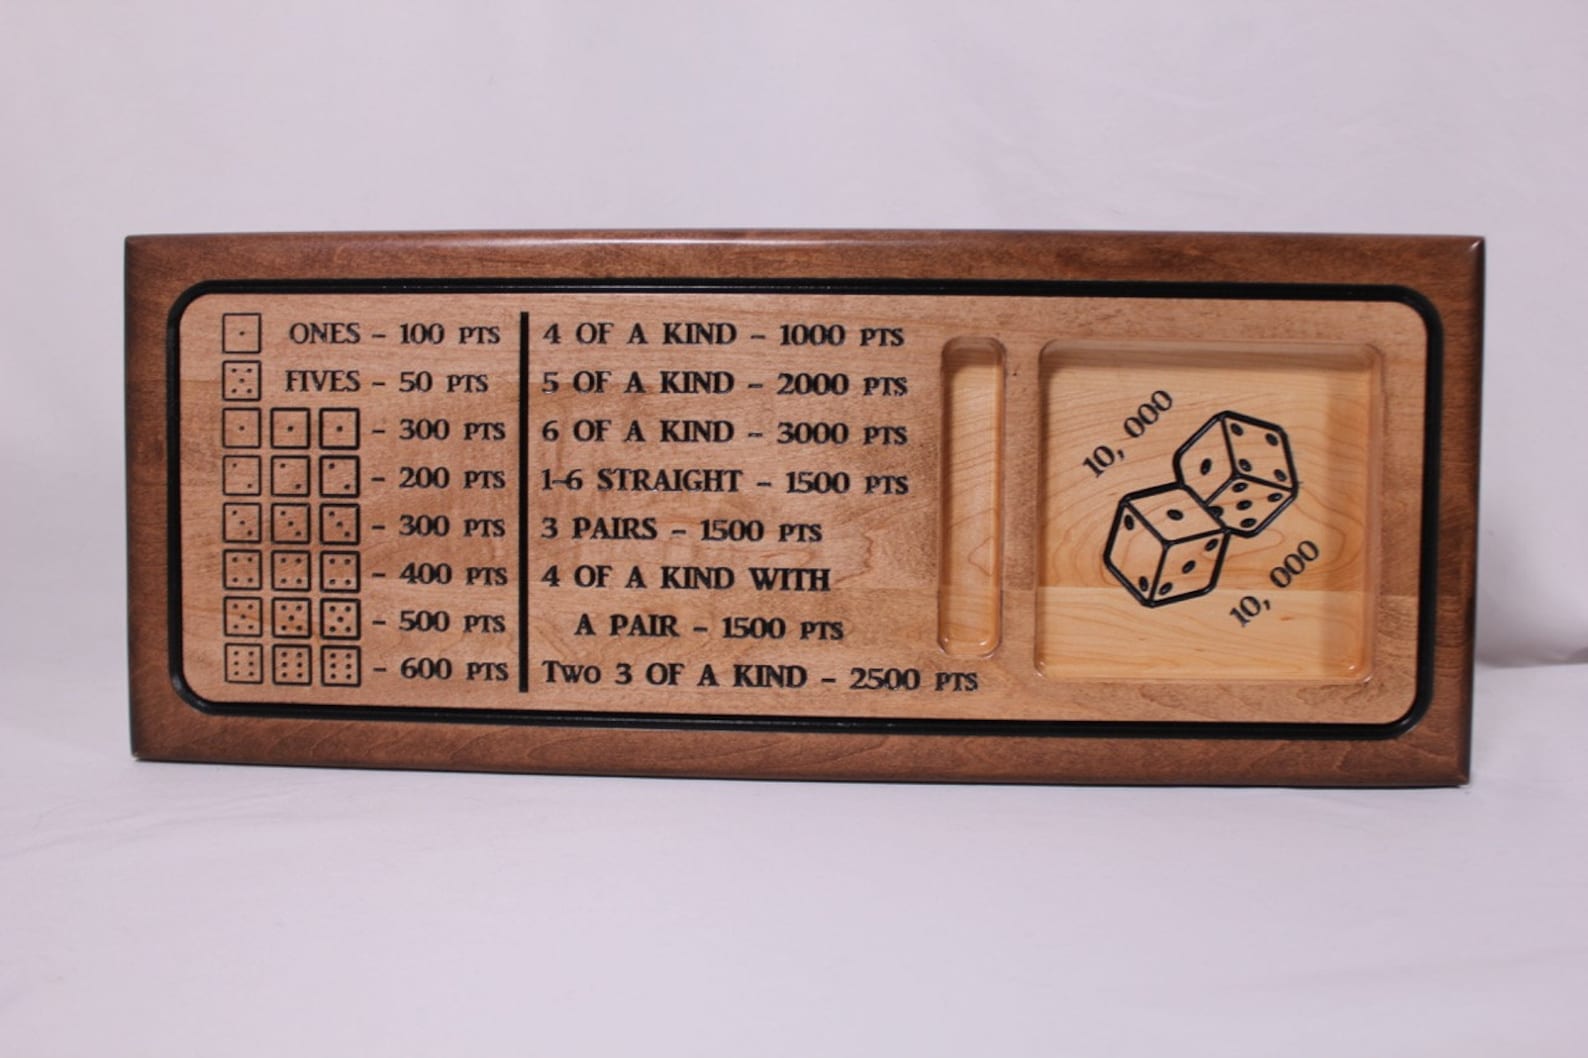 ONES – 100 PTS
FIVES – 50 PTS
– 300 PTS
– 200 PTS
– 300 PTS
– 400 PTS
– 500 PTS
– 600 PTS
4 OF A KIND – 1000 PTS
5 OF A KIND – 2000 PTS
6 OF A KIND – 3000 PTS
1–6 STRAIGHT – 1500 PTS
3 PAIRS – 1500 PTS
4 OF A KIND WITH
A PAIR – 1500 PTS
Two 3 OF A KIND – 2500 PTS
10, 000
10, 000